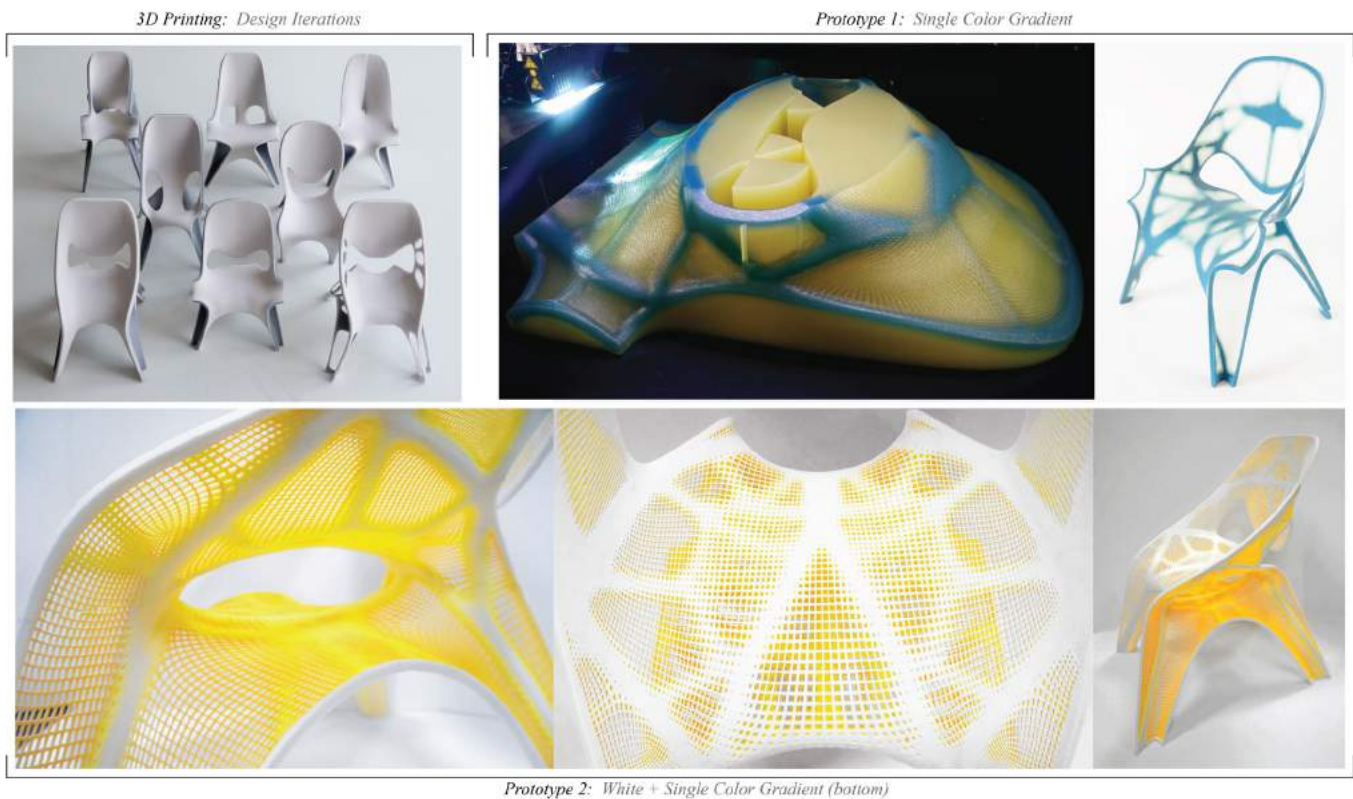 3D Printing: Design Iterations
Prototype 1: Single Color Gradient
Prototype 2: White + Single Color Gradient (bottom)